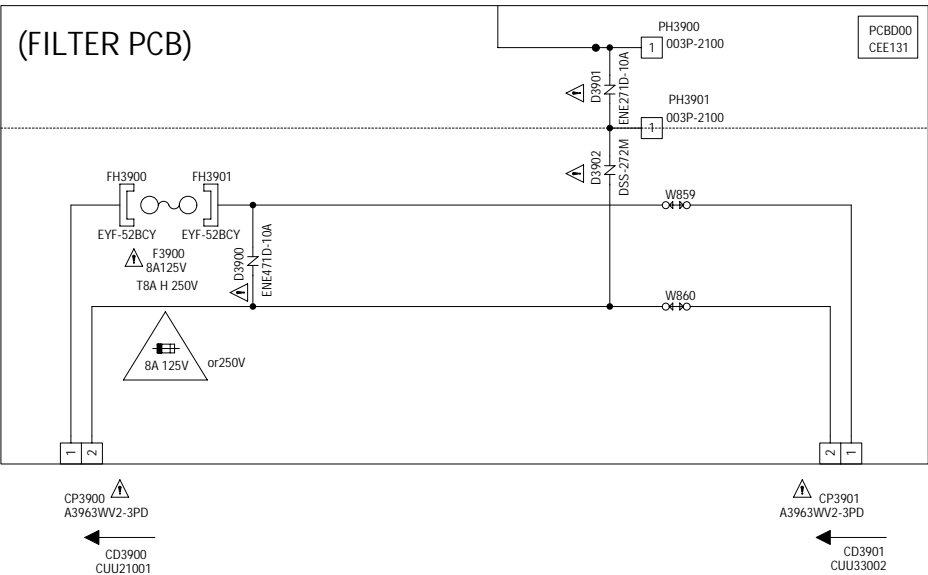 (FILTER PCB)
PH3900
1
003P-2100
PCBD00
CEE131
D3901
ENE271D-10A
PH3901
1
003P-2100
D3902
DSS-272M
FH3900
FH3901
EYF-52BCY
EYF-52BCY
F3900
8A125V
T8A H 250V
D3900
ENE471D-10A
W859
W860
8A 125V
or250V
1
2
2
1
CP3900
A3963WV2-3PD
CD3900
CUU21001
CP3901
A3963WV2-3PD
CD3901
CUU33002